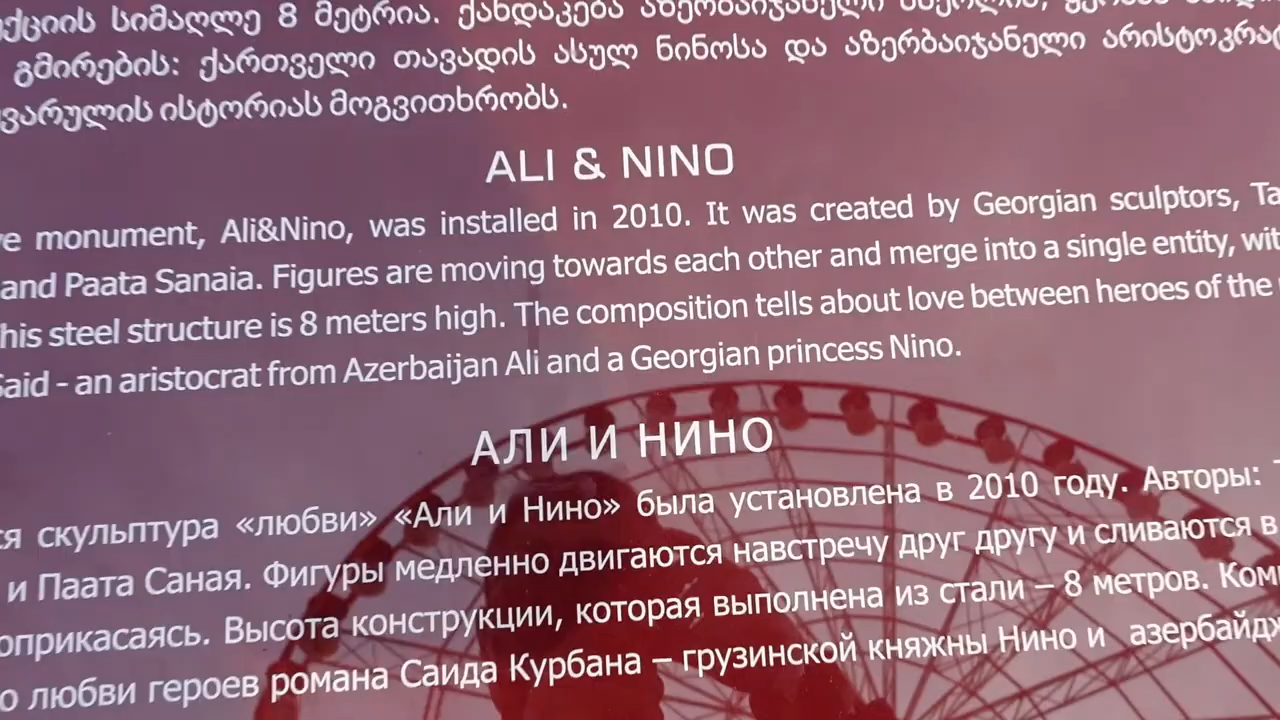 სიმაღლე 8 მეტრია. ქანდაკება აზერბაიჯანელი
გმირების: ქართველი თავადის ასულ ნინოსა და აზერბაიჯანელი
ისტორიას მოგვითხრობს.
ALI & NINO
monument, Ali&Nino, was installed in 2010. It was created by Georgian sculptors,
and Paata Sanaia. Figures are moving towards each other and merge into a single entity,
his steel structure is 8 meters high. The composition tells about love between heroes of the
Said - an aristocrat from Azerbaijan Ali and a Georgian princess Nino.
АЛИ И НИНО
ся скульптура «любви» «Али и Нино» была установлена в 2010 году. Авторы:
и Паата Саная. Фигуры медленно двигаются навстречу друг другу и сливаются в
оприкасаясь. Высота конструкции, которая выполнена из стали – 8 метров.
о любви героев романа Саида Курбана – грузинской княжны Нино и азербайдж